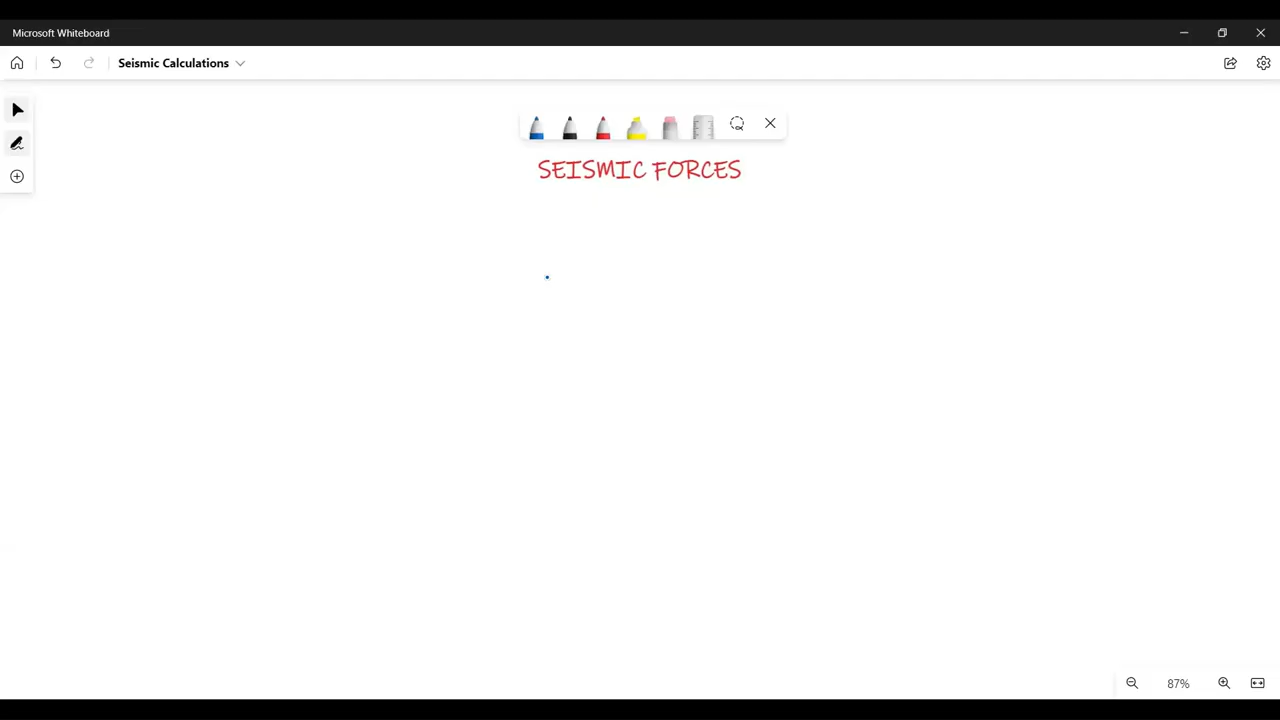 Microsoft Whiteboard
Seismic Calculations
SEISMIC FORCES
87%